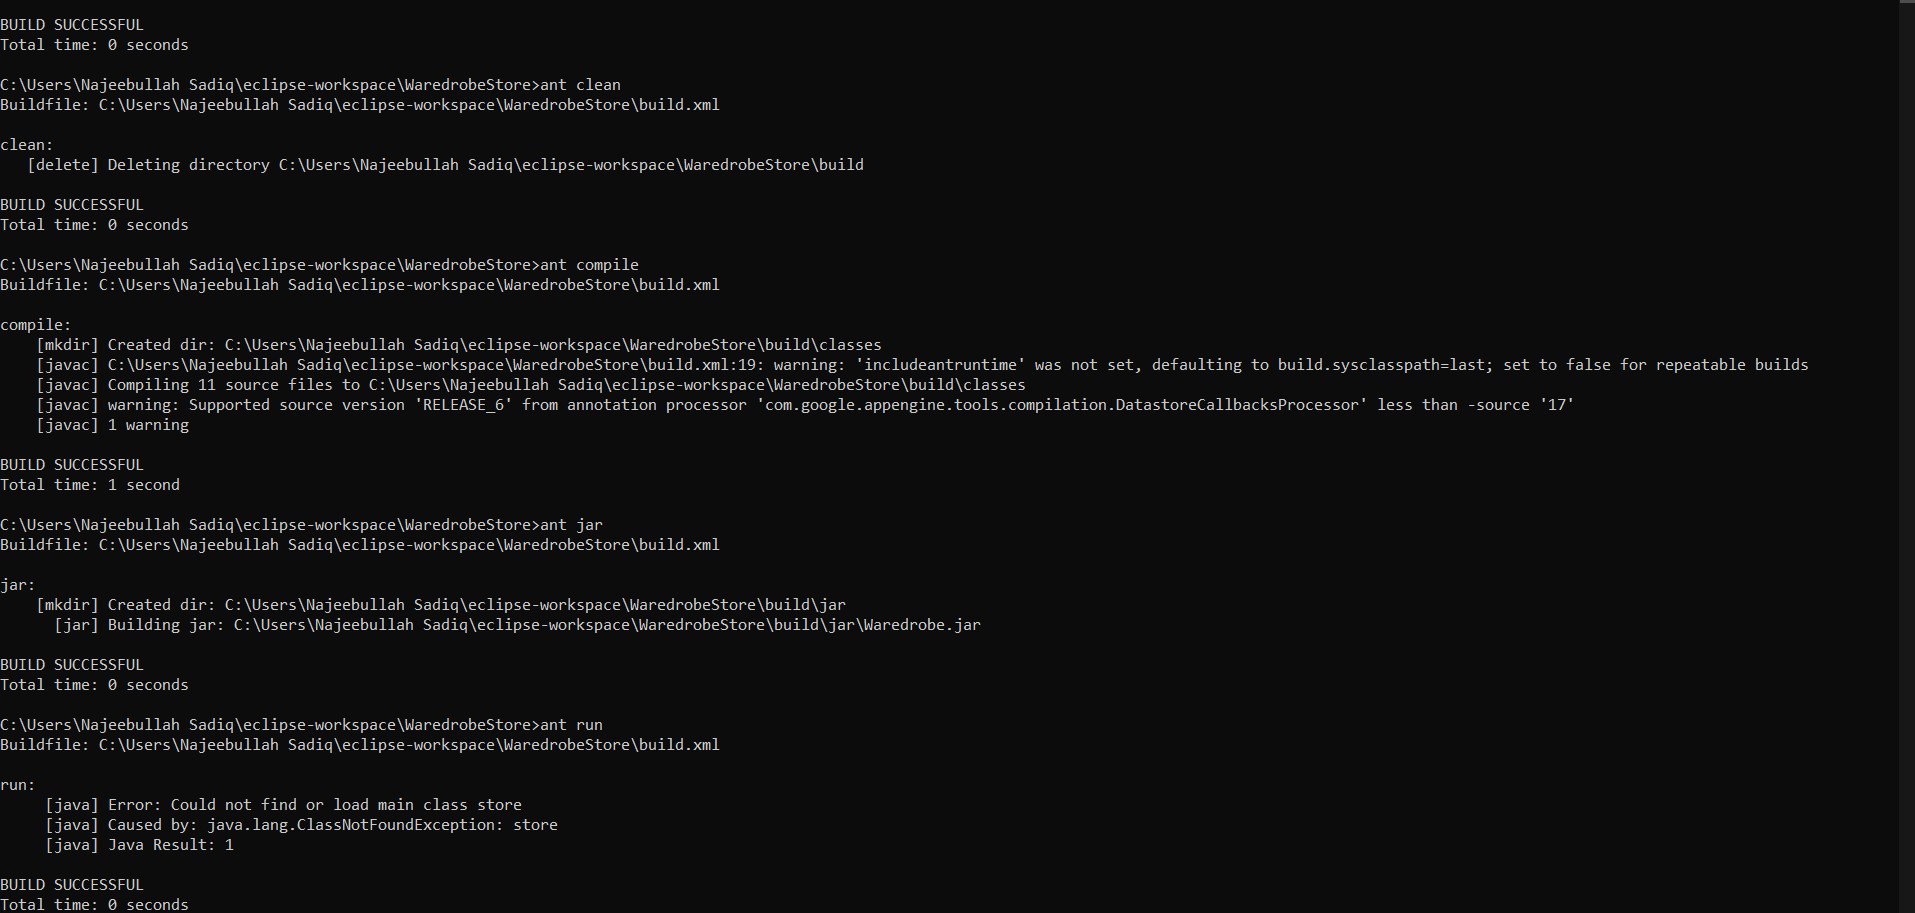 BUILD SUCCESSFUL
Total time: 0 seconds
C:\Users\Najeebullah Sadiq\eclipse-workspace\WaredrobeStore>ant clean
Buildfile: C:\Users\Najeebullah Sadiq\eclipse-workspace\WaredrobeStore\build.xml
clean:
[delete] Deleting directory C:\Users\Najeebullah Sadiq\eclipse-workspace\WaredrobeStore\build
BUILD SUCCESSFUL
Total time: 0 seconds
C:\Users\Najeebullah Sadiq\eclipse-workspace\WaredrobeStore>ant compile
Buildfile: C:\Users\Najeebullah Sadiq\eclipse-workspace\WaredrobeStore\build.xml
compile:
[mkdir] Created dir: C:\Users\Najeebullah Sadiq\eclipse-workspace\WaredrobeStore\build\classes
[javac] C:\Users\Najeebullah Sadiq\eclipse-workspace\WaredrobeStore\build.xml:19: warning: 'includeantruntime' was not set, defaulting to build.sysclasspath=last; set to false for repeatable builds
[javac] Compiling 11 source files to C:\Users\Najeebullah Sadiq\eclipse-workspace\WaredrobeStore\build\classes
[javac] warning: Supported source version 'RELEASE_6' from annotation processor 'com.google.appengine.tools.compilation.DatastoreCallbacksProcessor' less than -source '17'
[javac] 1 warning
BUILD SUCCESSFUL
Total time: 1 second
C:\Users\Najeebullah Sadiq\eclipse-workspace\WaredrobeStore>ant jar
Buildfile: C:\Users\Najeebullah Sadiq\eclipse-workspace\WaredrobeStore\build.xml
jar:
[mkdir] Created dir: C:\Users\Najeebullah Sadiq\eclipse-workspace\WaredrobeStore\build\jar
[jar] Building jar: C:\Users\Najeebullah Sadiq\eclipse-workspace\WaredrobeStore\build\jar\Waredrobe.jar
BUILD SUCCESSFUL
Total time: 0 seconds
C:\Users\Najeebullah Sadiq\eclipse-workspace\WaredrobeStore>ant run
Buildfile: C:\Users\Najeebullah Sadiq\eclipse-workspace\WaredrobeStore\build.xml
run:
[java] Error: Could not find or load main class store
[java] Caused by: java.lang.ClassNotFoundException: store
[java] Java Result: 1
BUILD SUCCESSFUL
Total time: 0 seconds